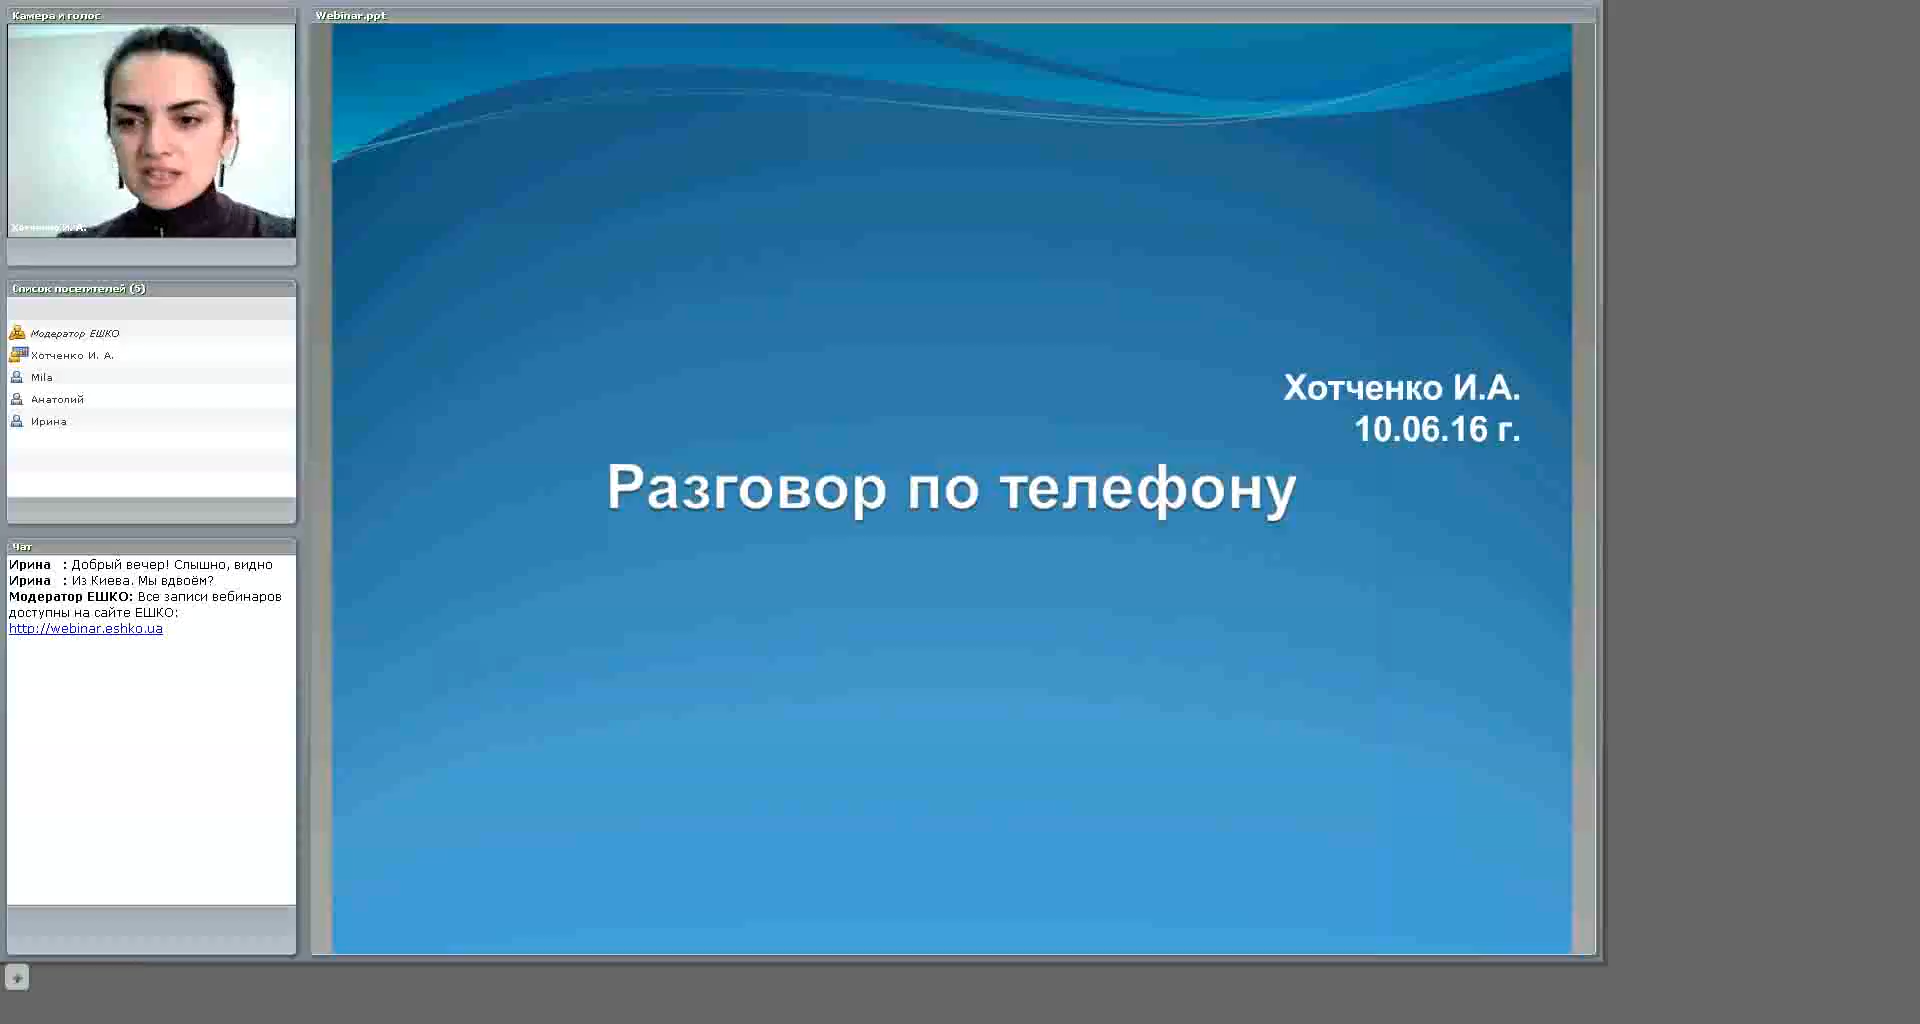 Камера и голос
Хотченко И. А.
Список посетителей (5)
Модератор ЕШКО
Хотченко И. А.
Mila
Анатолий
Ирина
Чат
Ирина : Добрый вечер! Слышно, видно
Ирина : Из Киева. Мы вдвоём?
Модератор ЕШКО: Все записи вебинаров
доступны на сайте ЕШКО:
http://webinar.eshko.ua
Webinar.ppt
Хотченко И.А.
10.06.16 г.
Разговор по телефону